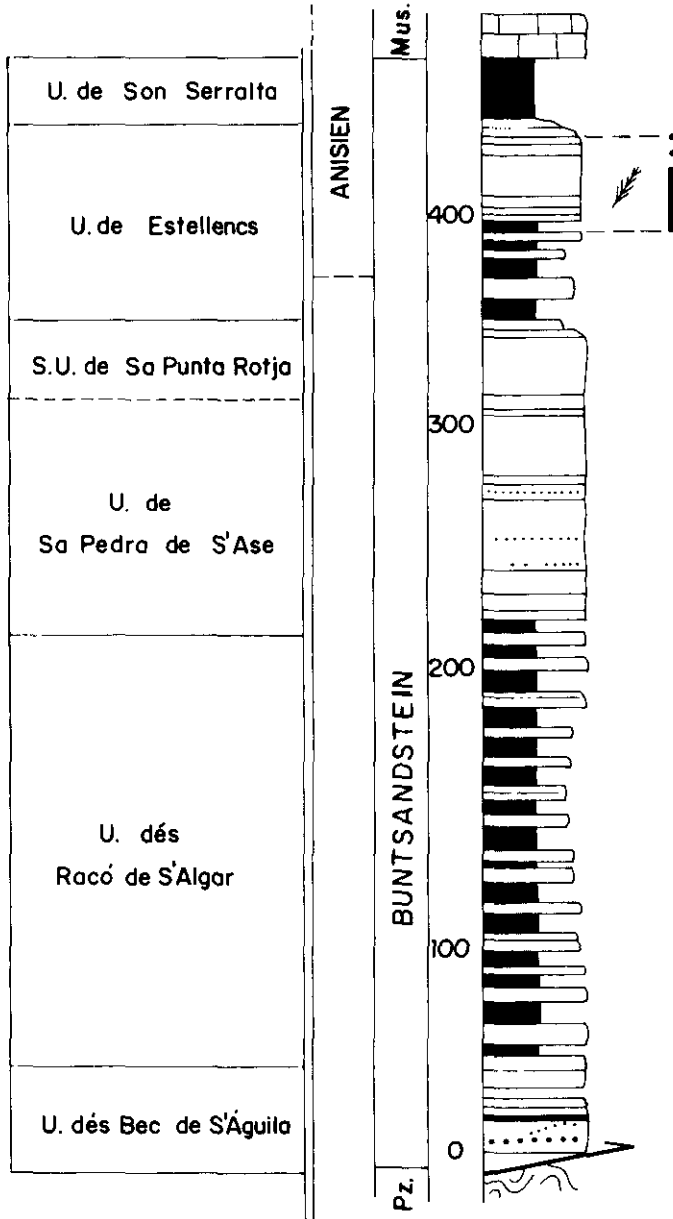 Mus.
U. de Son Serralta
ANISIEN
U. de Estellencs
400
S.U. de Sa Punta Rotja
300
U. de
Sa Pedra de S'Ase
200
BUNTSANDSTEIN
U. dés
Racó de S'Algar
100
U. dés Bec de S'Águila
0
Pz.